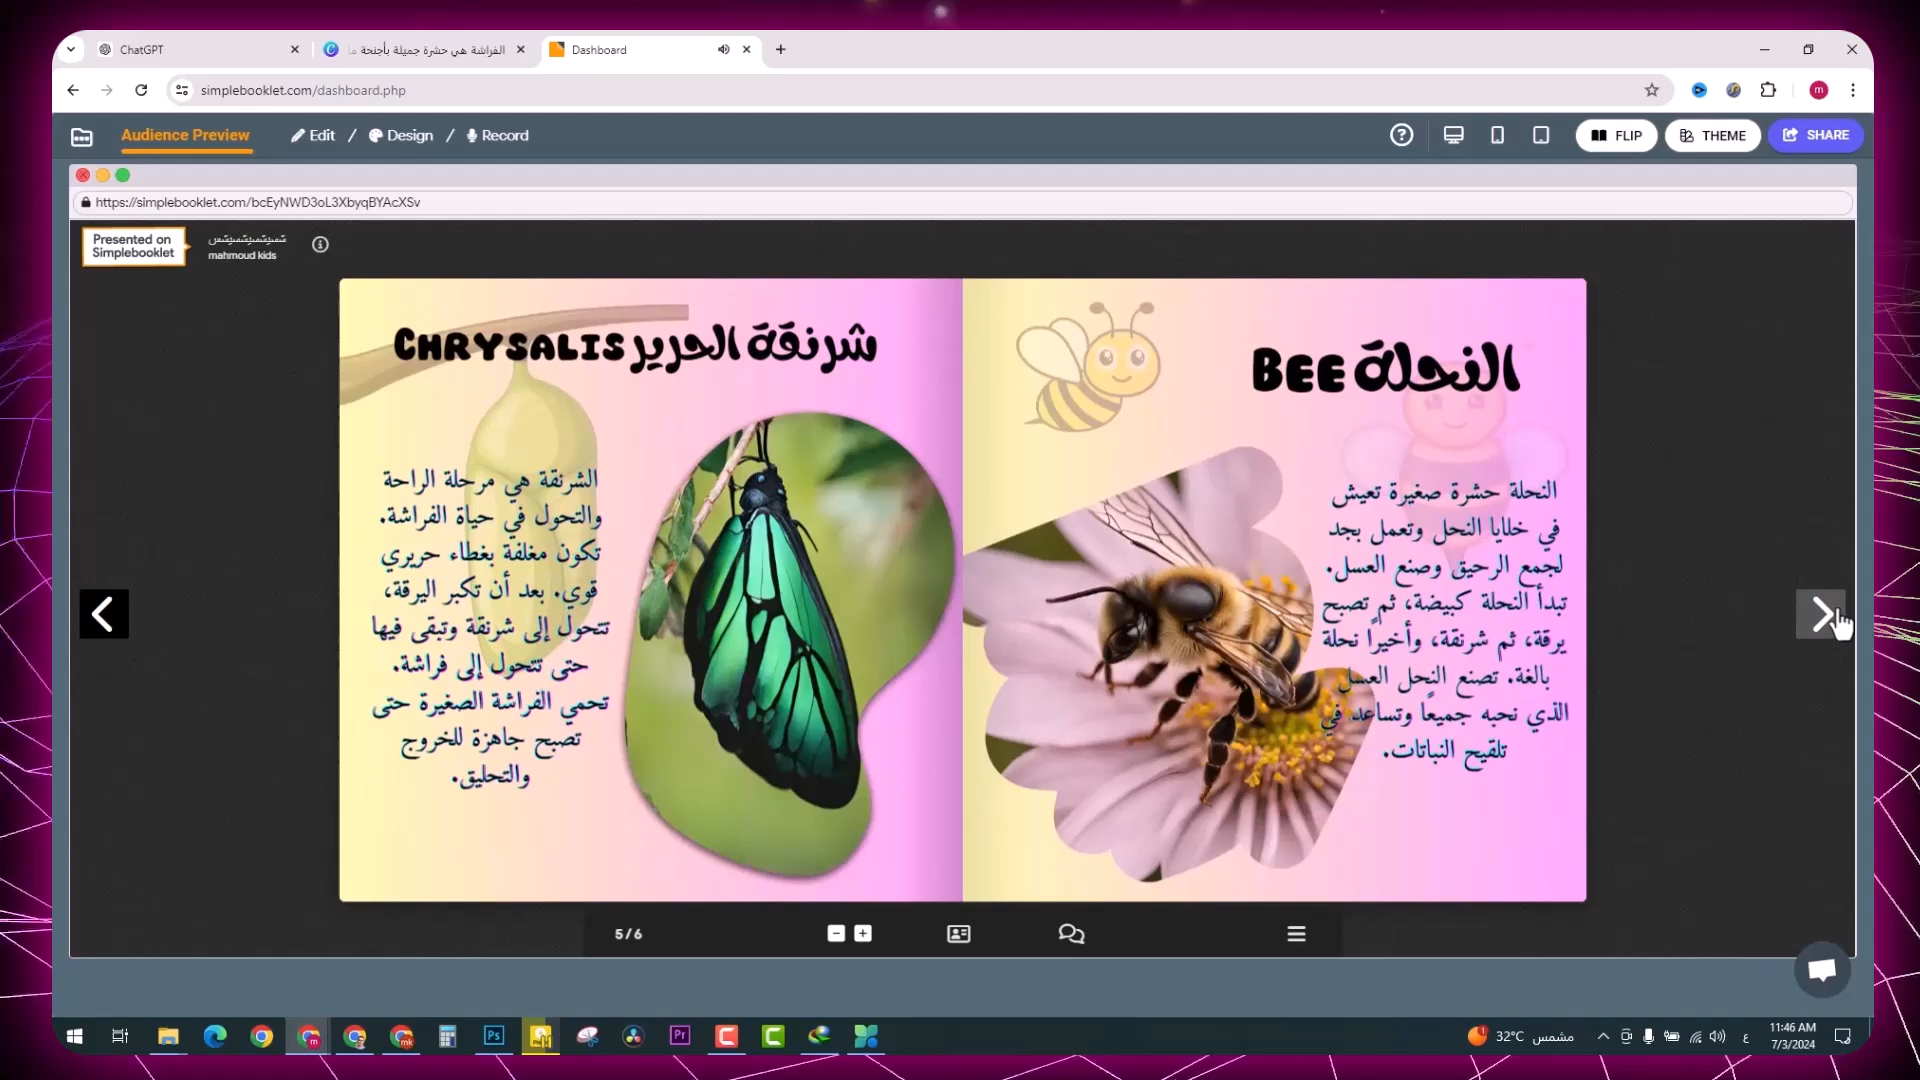 ChatGPT
الفراشة هي حشرة جميلة بأجنحة ما
Dashboard
simplebooklet.com/dashboard.php
Audience Preview
Edit / Design / Record
FLIP
THEME
SHARE
https://simplebooklet.com/bcEyNWD3oL3XbyqBYAcXSv
Presented on
Simplebooklet
mahmoud kids
شرنقة الحرير CHRYSALIS
الشرنقة هي مرحلة الراحة
والتحول في حياة الفراشة.
تكون مغلفة بغطاء حريري
قوي. بعد أن تكبر اليرقة،
تتحول إلى شرنقة وتبقى فيها
حتى تتحول إلى فراشة.
تحمي الفراشة الصغيرة حتى
تصبح جاهزة للخروج
والتحليق.
النحلة BEE
النحلة حشرة صغيرة تعيش
في خلايا النحل وتعمل بجد
لجمع الرحيق وصنع العسل.
تبدأ النحلة كبيضة، ثم تصبح
يرقة، ثم شرنقة، وأخيرًا نحلة
بالغة. تصنع النحل العسل
الذي نحبه جميعًا وتساعد في
تلقيح النباتات.
5/6
32°C مشمس
ع
11:46 AM
7/3/2024